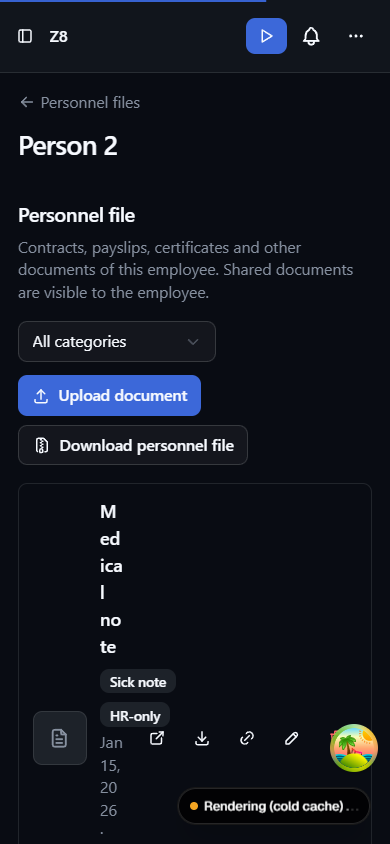 Z8
Personnel files
Person 2
Personnel file
Contracts, payslips, certificates and other
documents of this employee. Shared documents
are visible to the employee.
All categories
Upload document
Download personnel file
M
ed
ica
l
no
te
Sick note
HR-only
Jan
15,
20
26
·
Rendering (cold cache)...